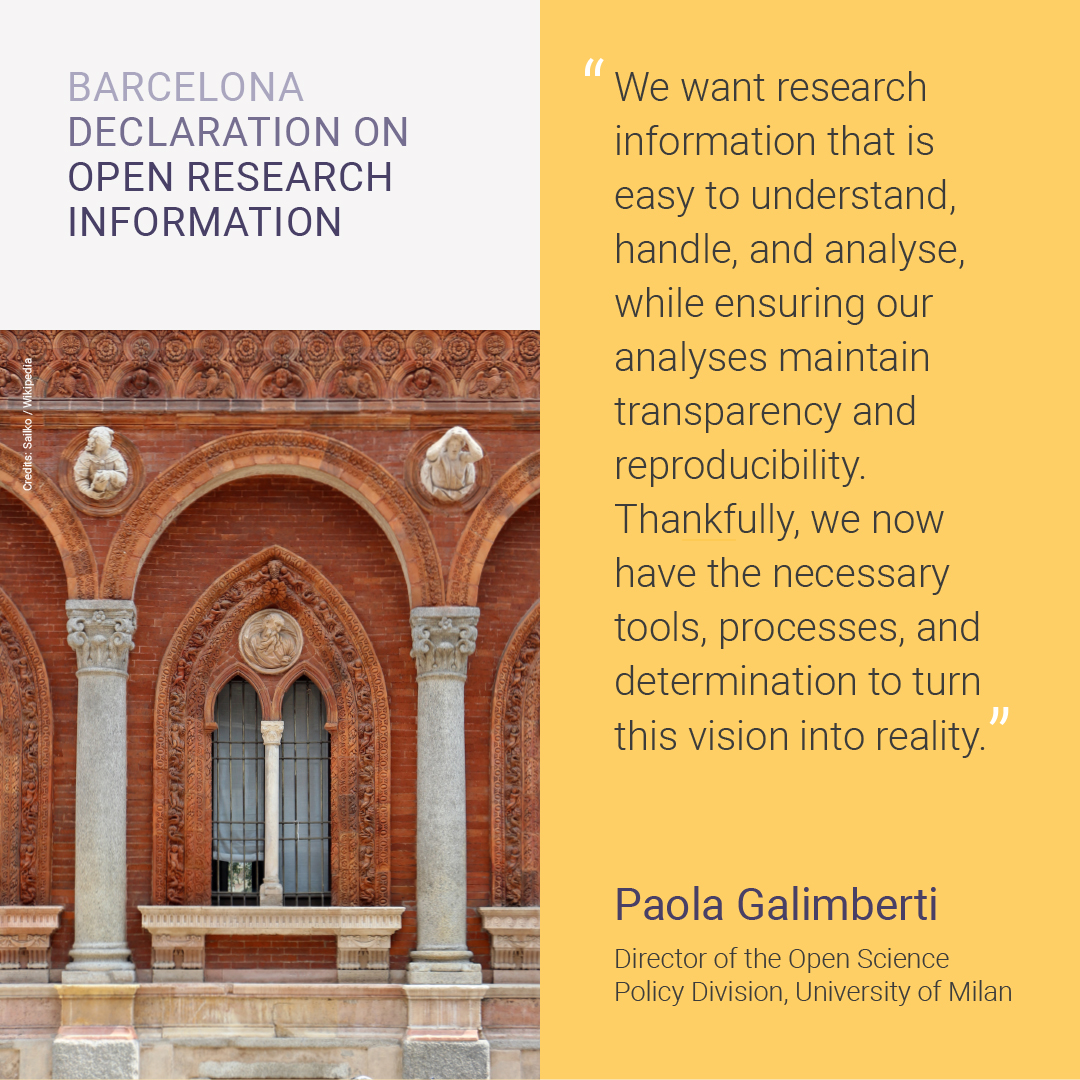 BARCELONA
DECLARATION ON
OPEN RESEARCH
INFORMATION
Credits: Sailko / Wikipedia
“We want research
information that is
easy to understand,
handle, and analyse,
while ensuring our
analyses maintain
transparency and
reproducibility.
Thankfully, we now
have the necessary
tools, processes, and
determination to turn
this vision into reality.”
Paola Galimberti
Director of the Open Science
Policy Division, University of Milan